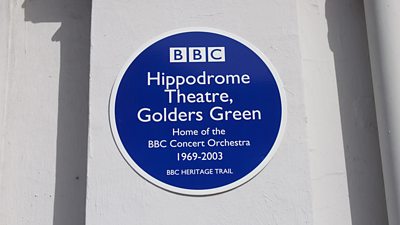 BBC
Hippodrome
Theatre,
Golders Green
Home of the
BBC Concert Orchestra
1969-2003
BBC HERITAGE TRAIL